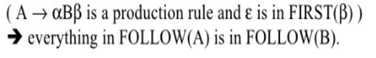 ( A → αBβ is a production rule and ε is in FIRST(β) )
➔ everything in FOLLOW(A) is in FOLLOW(B).